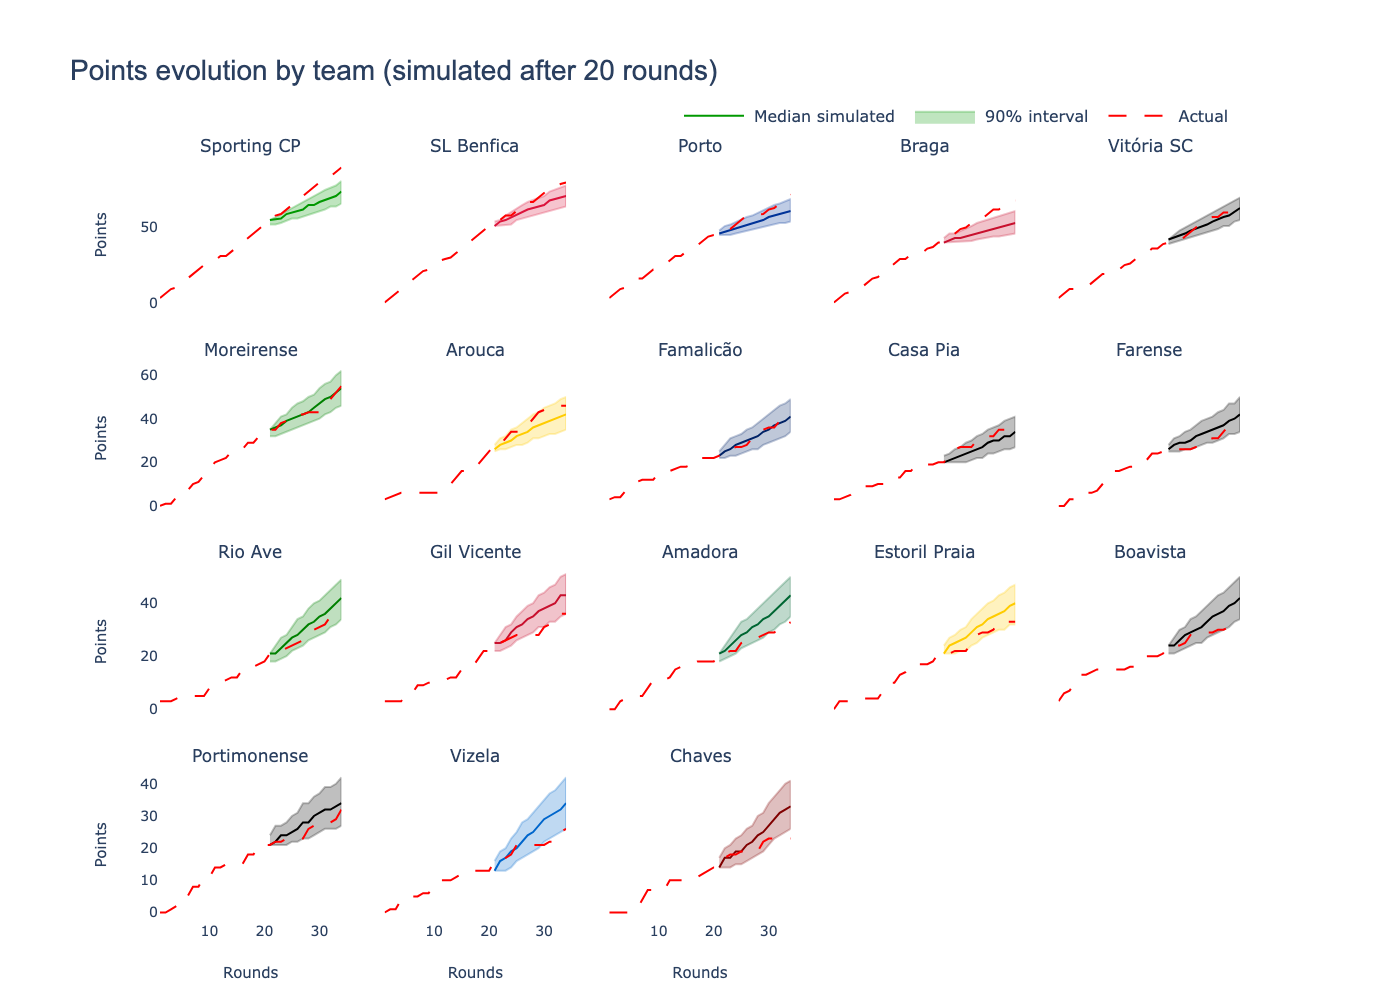 Points evolution by team (simulated after 20 rounds)
Median simulated 90% interval Actual
Sporting CP SL Benfica Porto Braga Vitória SC
Points
50
0
Moreirense Arouca Famalicão Casa Pia Farense
Points
60
40
20
0
Rio Ave Gil Vicente Amadora Estoril Praia Boavista
Points
40
20
0
Portimonense Vizela Chaves
Points
40
30
20
10
0
10 20 30 10 20 30 10 20 30
Rounds Rounds Rounds